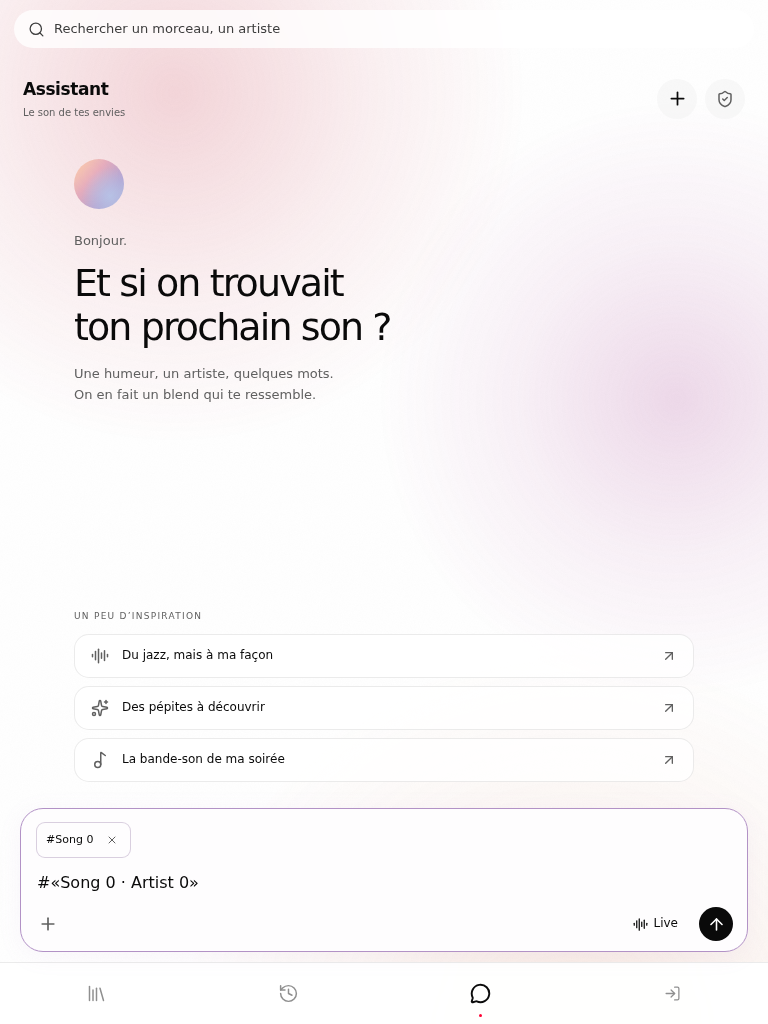 Rechercher un morceau, un artiste
Assistant
Le son de tes envies
Bonjour.
Et si on trouvait
ton prochain son ?
Une humeur, un artiste, quelques mots.
On en fait un blend qui te ressemble.
UN PEU D'INSPIRATION
Du jazz, mais à ma façon
Des pépites à découvrir
La bande-son de ma soirée
#Song 0
#«Song 0 · Artist 0»
Live